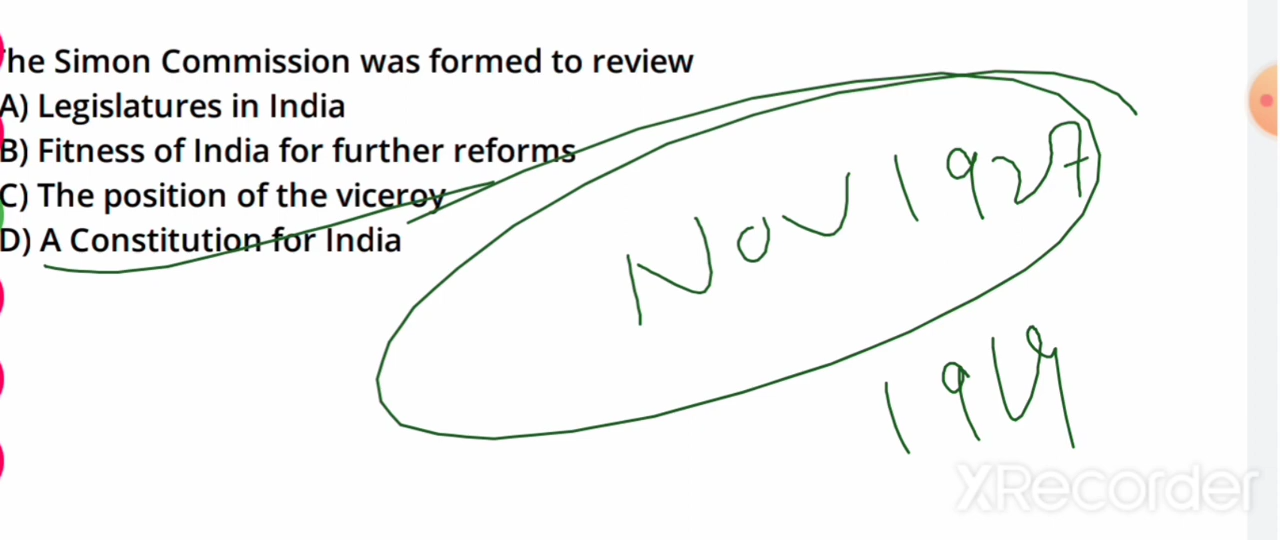 he Simon Commission was formed to review
A) Legislatures in India
B) Fitness of India for further reforms
C) The position of the viceroy
D) A Constitution for India
Nov 1927
1919
XRecorder